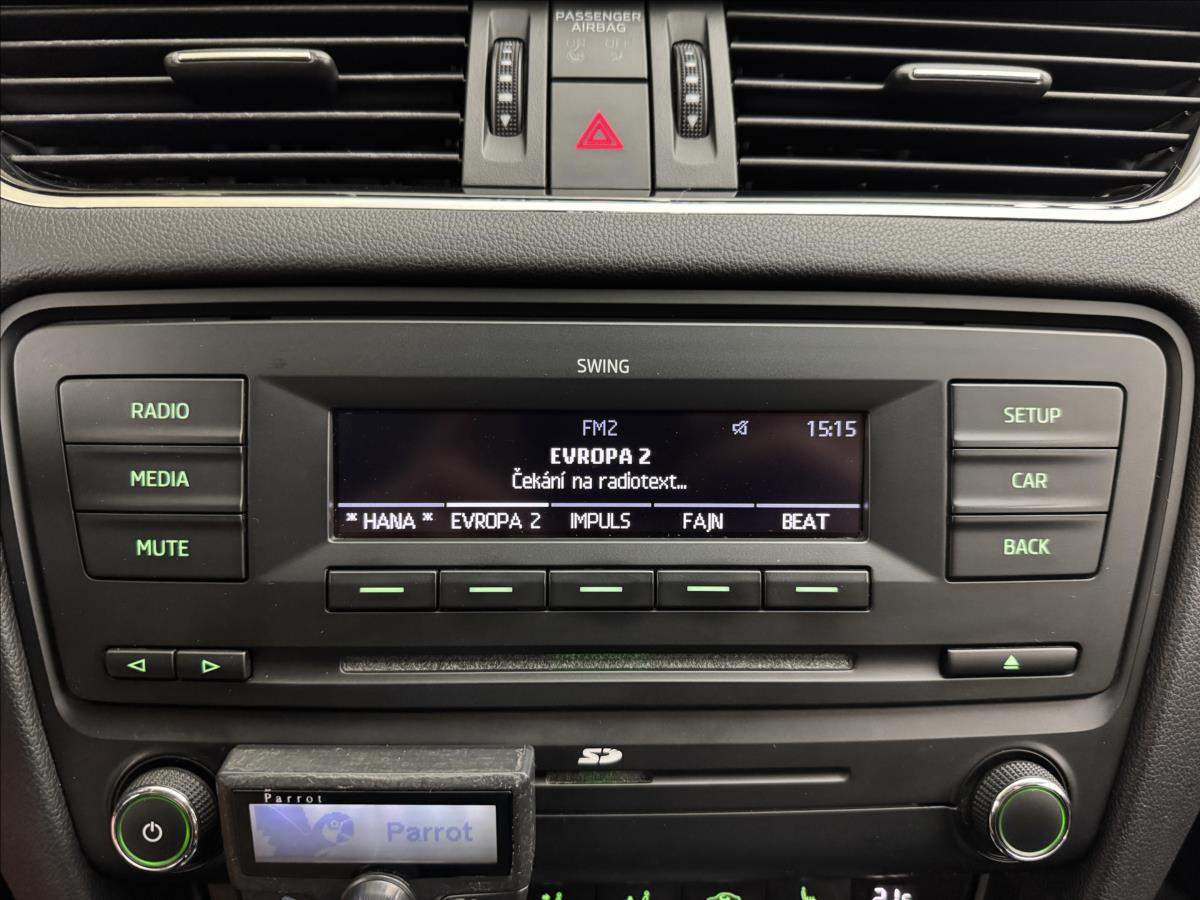 PASSENGER
AIRBAG
SWING
RADIO
MEDIA
MUTE
FM2 15:15
EVROPA 2
Čekání na radiotext...
* HANA * EVROPA 2 IMPULS FAJN BEAT
SETUP
CAR
BACK
SD
Parrot
Parrot